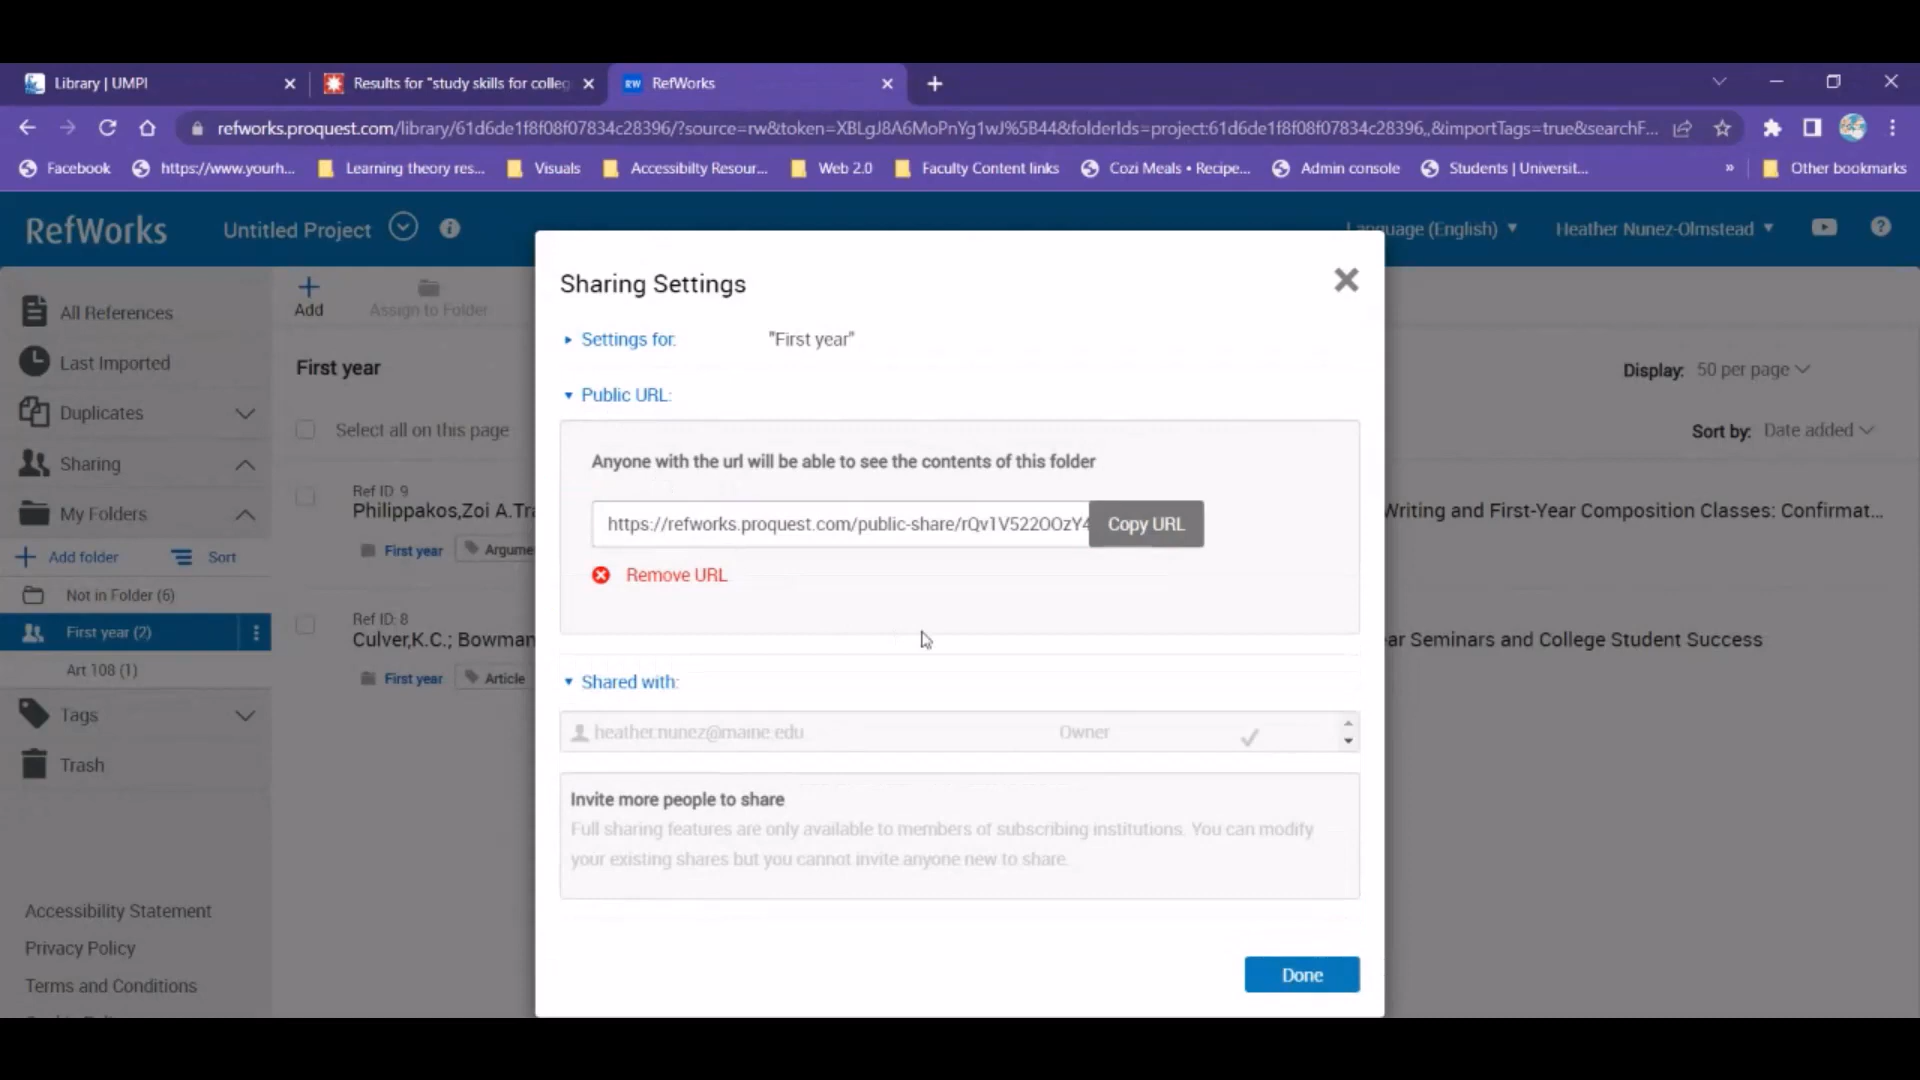 Library | UMPI
Results for "study skills for colleg
RW RefWorks
refworks.proquest.com/library/61d6de1f8f08f07834c28396/?source=rw&token=XBLgJ8A6MoPnYg1wJ%5B44&folderIds=project:61d6de1f8f08f07834c28396,,&importTags=true&searchF...
Facebook
https://www.yourh...
Learning theory res...
Visuals
Accessibilty Resour...
Web 2.0
Faculty Content links
Cozi Meals • Recipe...
Admin console
Students | Universit...
»
Other bookmarks
RefWorks
Untitled Project
Language (English)
Heather Nunez-Olmstead
All References
Last Imported
Duplicates
Sharing
My Folders
Add folder
Sort
Not in Folder (6)
First year (2)
Art 108 (1)
Tags
Trash
Accessibility Statement
Privacy Policy
Terms and Conditions
Add
Assign to Folder
First year
Display: 50 per page
Select all on this page
Sort by: Date added
Ref ID: 9
Philippakos,Zoi A.Tra
Writing and First-Year Composition Classes: Confirmat...
First year
Argume
Ref ID: 8
Culver,K.C.; Bowman
ar Seminars and College Student Success
First year
Article
Sharing Settings
Settings for: "First year"
Public URL:
Anyone with the url will be able to see the contents of this folder
https://refworks.proquest.com/public-share/rQv1V522OOzY4
Copy URL
Remove URL
Shared with:
heather.nunez@maine.edu Owner
Invite more people to share
Full sharing features are only available to members of subscribing institutions. You can modify
your existing shares but you cannot invite anyone new to share.
Done